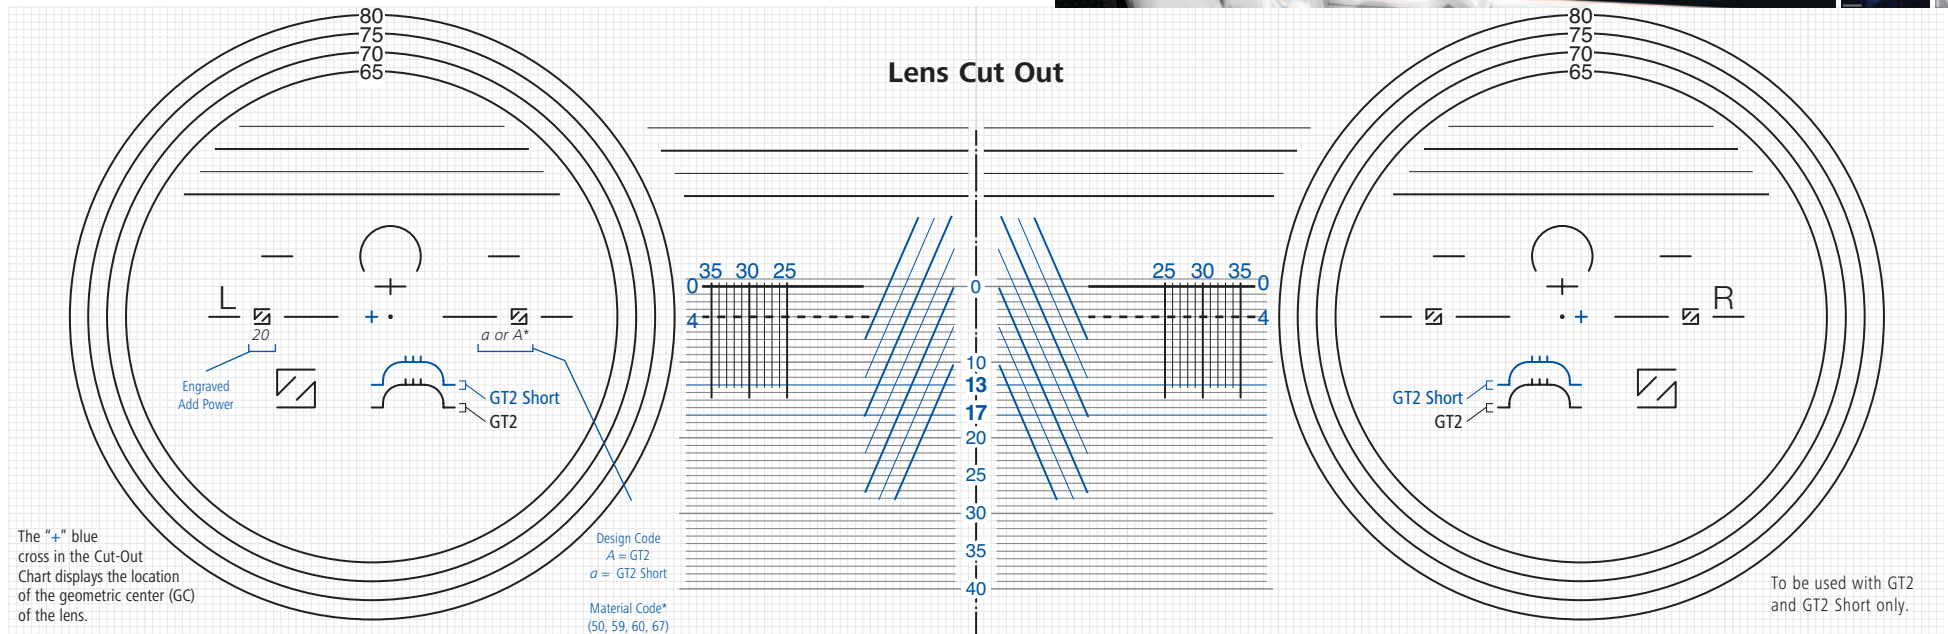 Lens Cut Out
80
75
70
65
L
20
a or A*
Engraved
Add Power
GT2 Short
GT2
The "+" blue
cross in the Cut-Out
Chart displays the location
of the geometric center (GC)
of the lens.
Design Code
A = GT2
a = GT2 Short
Material Code*
(50, 59, 60, 67)
35 30 25
0
4
0
10
13
17
20
25
30
35
40
25 30 35
0
4
80
75
70
65
R
GT2 Short
GT2
To be used with GT2
and GT2 Short only.